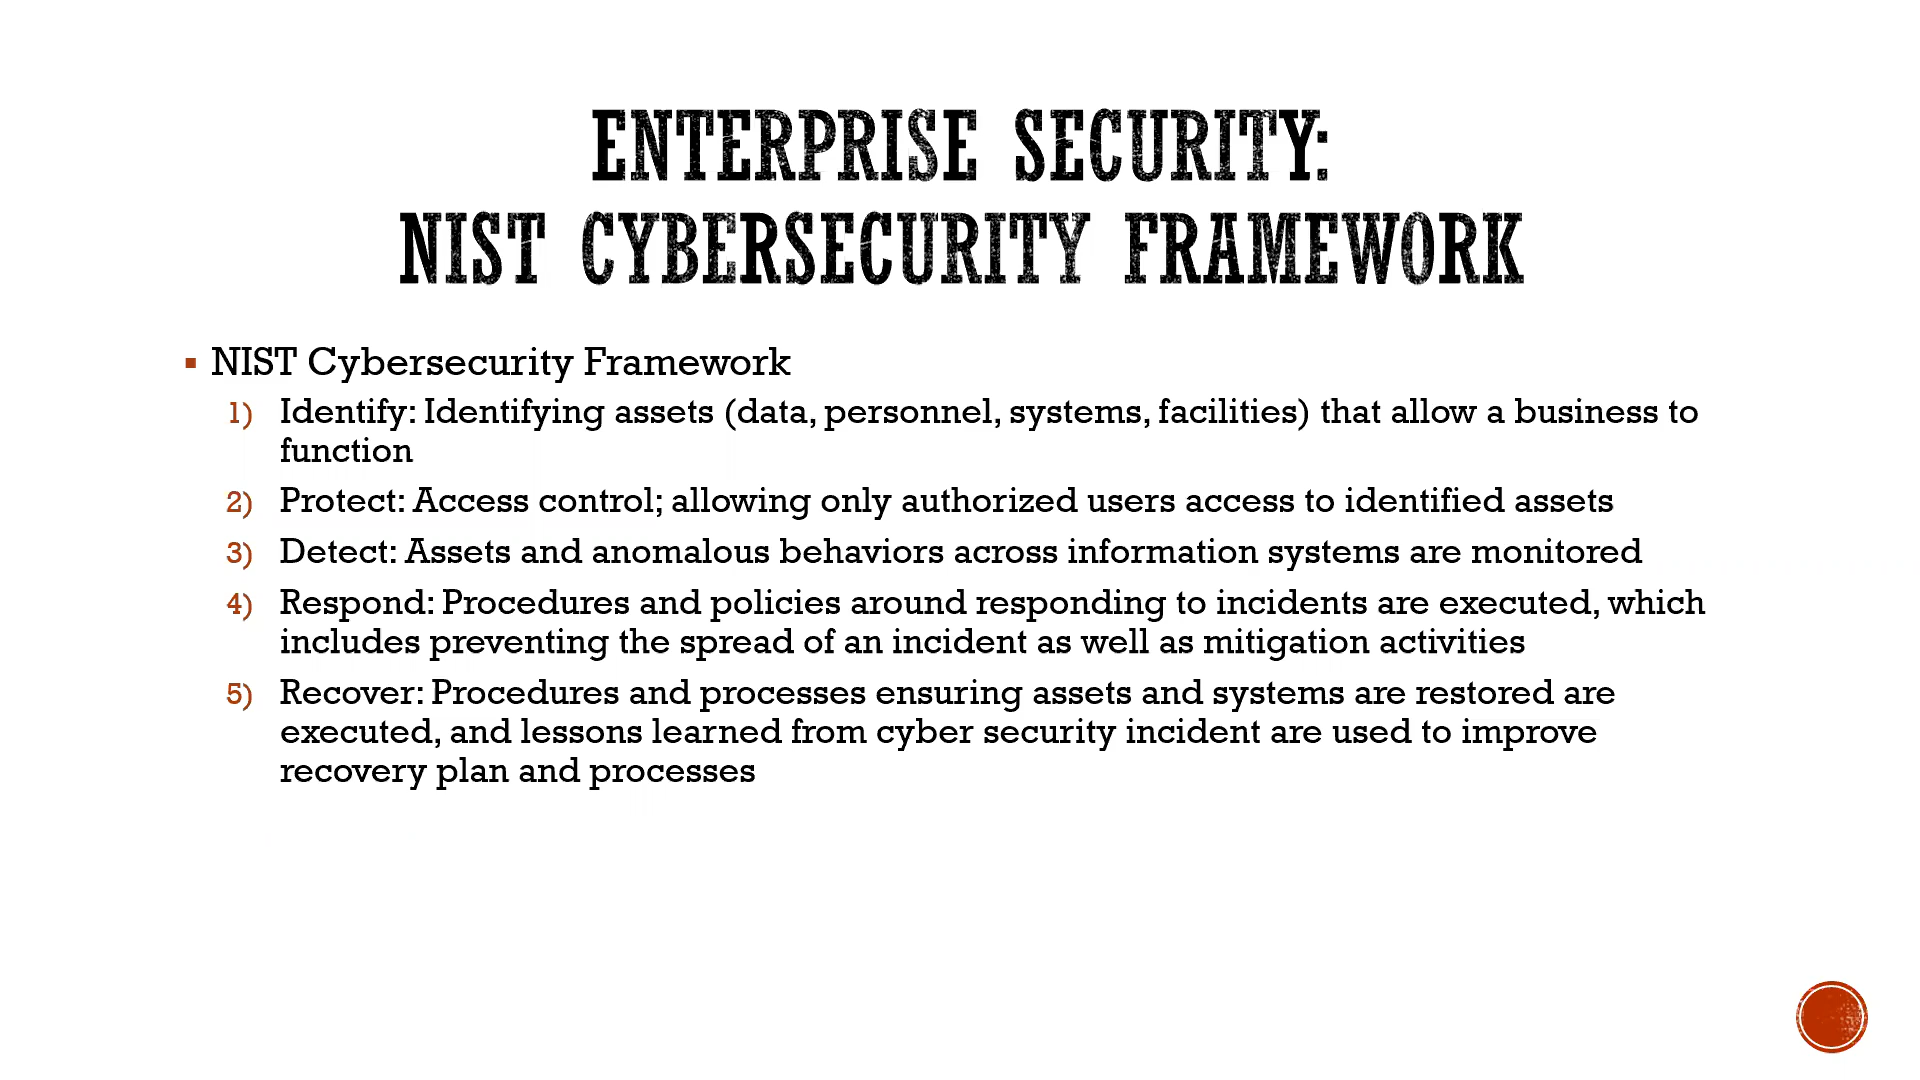 ENTERPRISE SECURITY:
NIST CYBERSECURITY FRAMEWORK
▪ NIST Cybersecurity Framework
1) Identify: Identifying assets (data, personnel, systems, facilities) that allow a business to
function
2) Protect: Access control; allowing only authorized users access to identified assets
3) Detect: Assets and anomalous behaviors across information systems are monitored
4) Respond: Procedures and policies around responding to incidents are executed, which
includes preventing the spread of an incident as well as mitigation activities
5) Recover: Procedures and processes ensuring assets and systems are restored are
executed, and lessons learned from cyber security incident are used to improve
recovery plan and processes